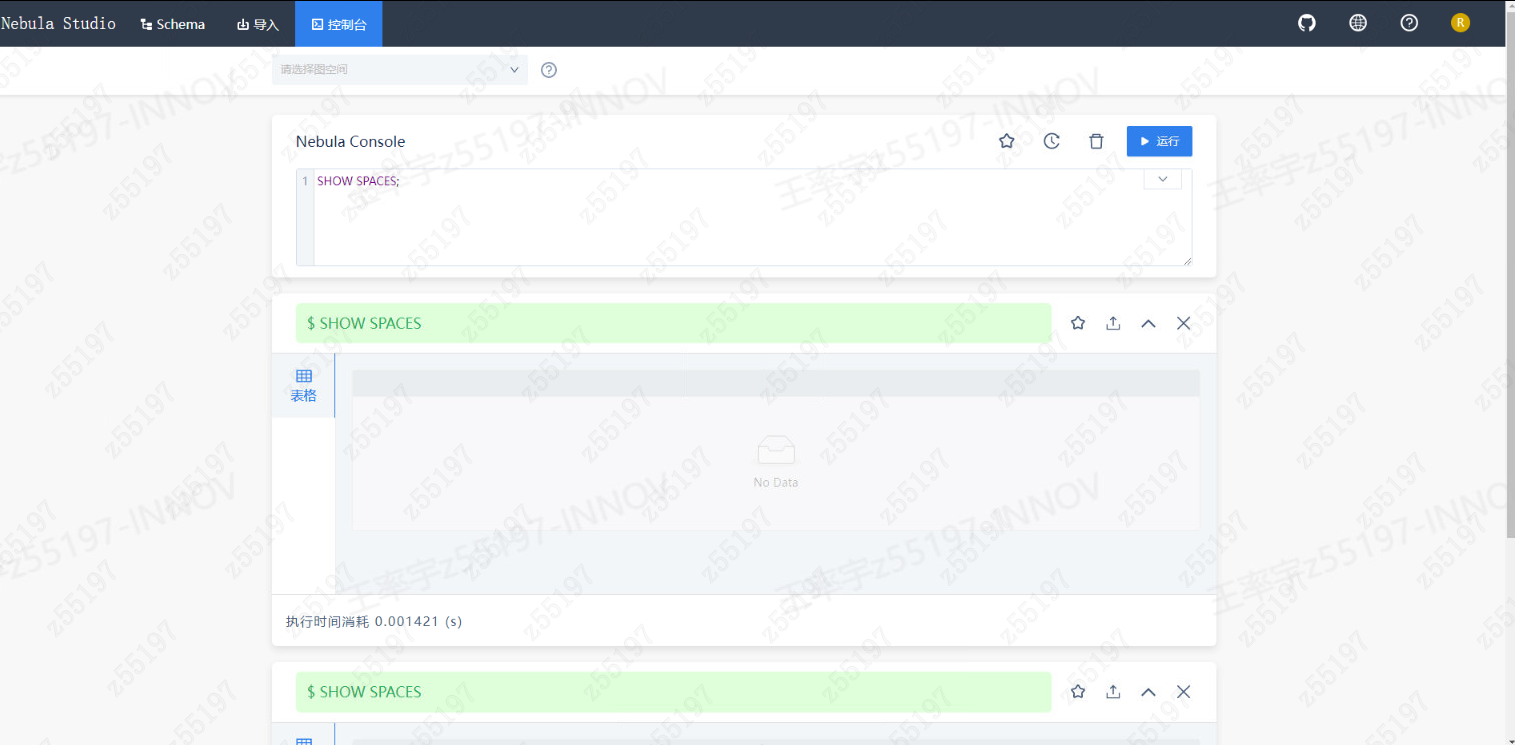 Nebula Studio Schema 导入 控制台 R
请选择图空间
Nebula Console 运行
1 SHOW SPACES;
$ SHOW SPACES
表格
No Data
执行时间消耗 0.001421 (s)
$ SHOW SPACES
王率宇z55197-INNOV
z55197